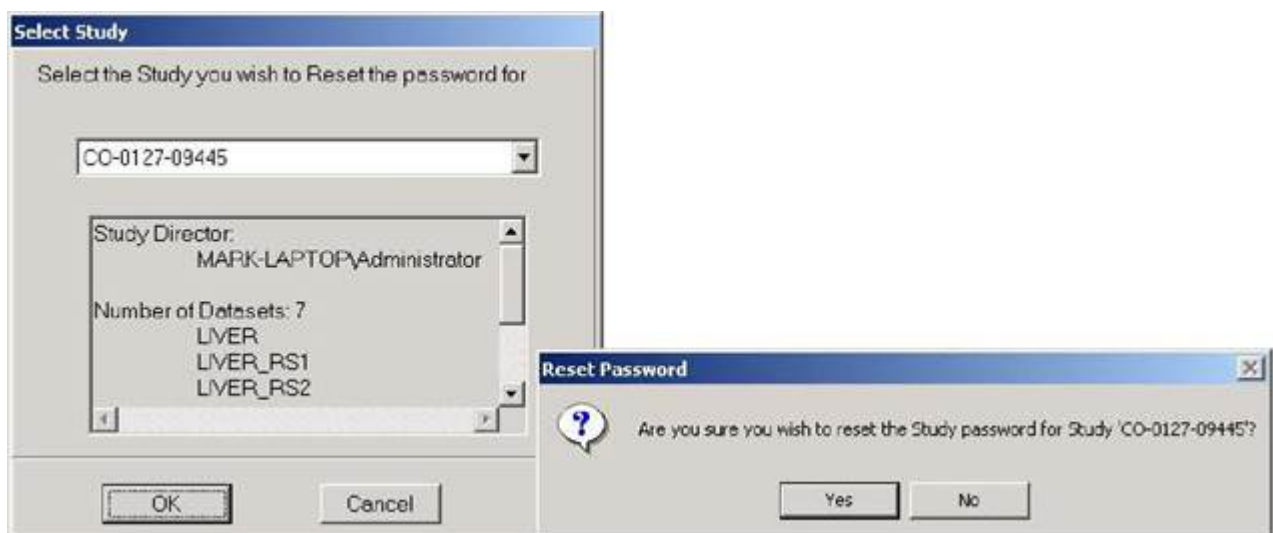 Select Study
Select the Study you wish to Reset the password for
CO-0127-09445
Study Director:
MARK-LAPTOP\Administrator
Number of Datasets: 7
LIVER
LIVER_RS1
LIVER_RS2
OK
Cancel
Reset Password
Are you sure you wish to reset the Study password for Study 'CO-0127-09445'?
Yes
No